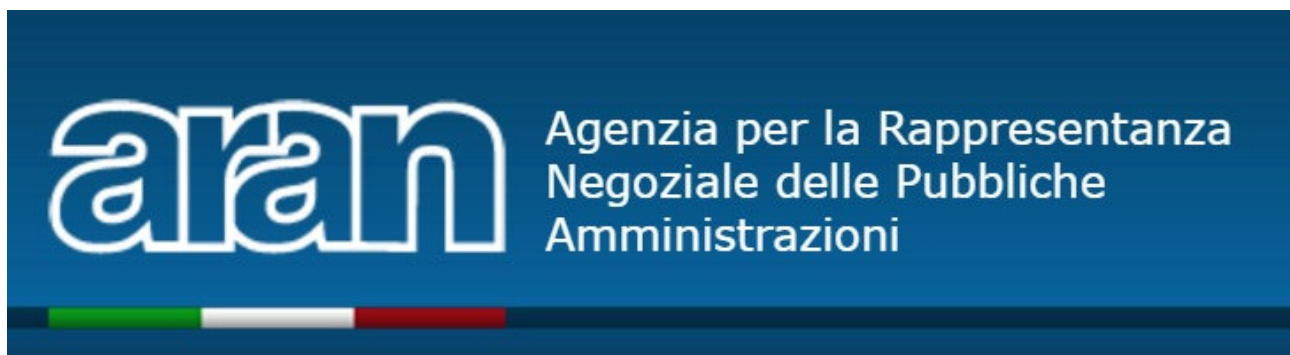 aran
Agenzia per la Rappresentanza
Negoziale delle Pubbliche
Amministrazioni